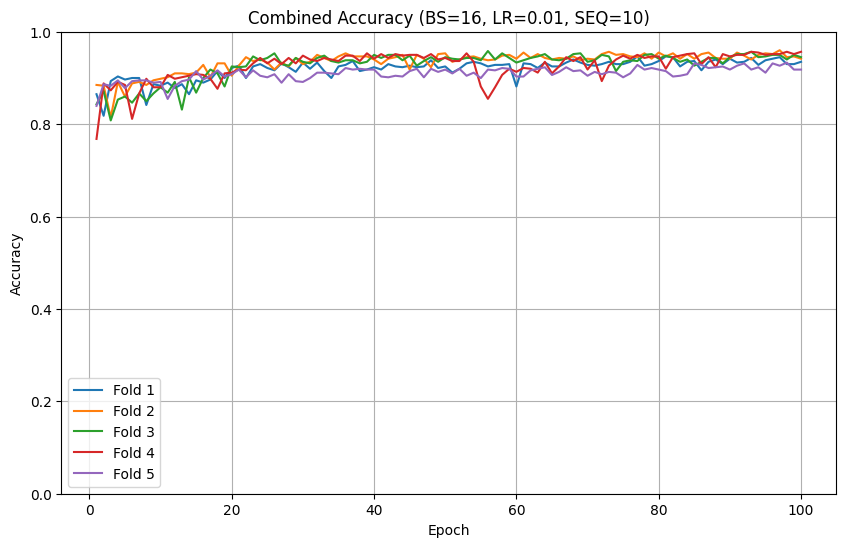 Combined Accuracy (BS=16, LR=0.01, SEQ=10)
1.0
0.8
0.6
0.4
0.2
0.0
Accuracy
Fold 1
Fold 2
Fold 3
Fold 4
Fold 5
0 20 40 60 80 100
Epoch